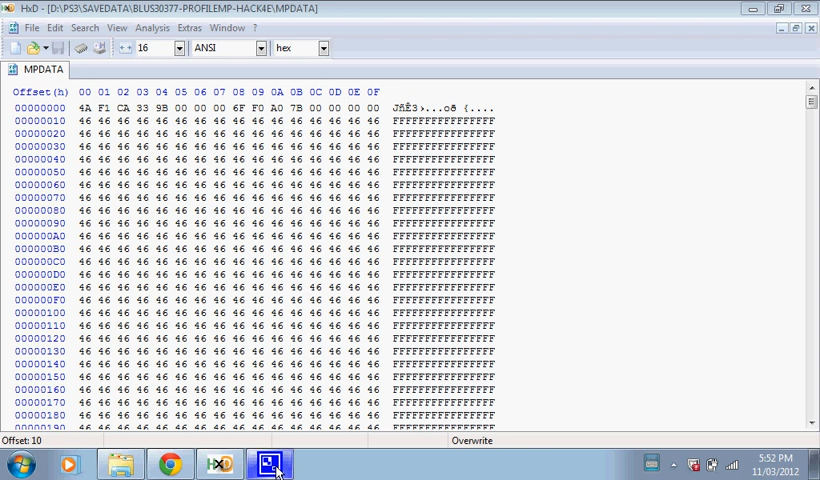 HxD - [D:\PS3\SAVEDATA\BLUS30377-PROFILEMP-HACK4E\MPDATA]
File Edit Search View Analysis Extras Window ?
16 ANSI hex
MPDATA
Offset(h) 00 01 02 03 04 05 06 07 08 09 0A 0B 0C 0D 0E 0F
00000000 4A F1 CA 33 9B 00 00 00 6F F0 A0 7B 00 00 00 00 JñÊ3›...oð {....
00000010 46 46 46 46 46 46 46 46 46 46 46 46 46 46 46 46 FFFFFFFFFFFFFFFF
00000020 46 46 46 46 46 46 46 46 46 46 46 46 46 46 46 46 FFFFFFFFFFFFFFFF
00000030 46 46 46 46 46 46 46 46 46 46 46 46 46 46 46 46 FFFFFFFFFFFFFFFF
00000040 46 46 46 46 46 46 46 46 46 46 46 46 46 46 46 46 FFFFFFFFFFFFFFFF
00000050 46 46 46 46 46 46 46 46 46 46 46 46 46 46 46 46 FFFFFFFFFFFFFFFF
00000060 46 46 46 46 46 46 46 46 46 46 46 46 46 46 46 46 FFFFFFFFFFFFFFFF
00000070 46 46 46 46 46 46 46 46 46 46 46 46 46 46 46 46 FFFFFFFFFFFFFFFF
00000080 46 46 46 46 46 46 46 46 46 46 46 46 46 46 46 46 FFFFFFFFFFFFFFFF
00000090 46 46 46 46 46 46 46 46 46 46 46 46 46 46 46 46 FFFFFFFFFFFFFFFF
000000A0 46 46 46 46 46 46 46 46 46 46 46 46 46 46 46 46 FFFFFFFFFFFFFFFF
000000B0 46 46 46 46 46 46 46 46 46 46 46 46 46 46 46 46 FFFFFFFFFFFFFFFF
000000C0 46 46 46 46 46 46 46 46 46 46 46 46 46 46 46 46 FFFFFFFFFFFFFFFF
000000D0 46 46 46 46 46 46 46 46 46 46 46 46 46 46 46 46 FFFFFFFFFFFFFFFF
000000E0 46 46 46 46 46 46 46 46 46 46 46 46 46 46 46 46 FFFFFFFFFFFFFFFF
000000F0 46 46 46 46 46 46 46 46 46 46 46 46 46 46 46 46 FFFFFFFFFFFFFFFF
00000100 46 46 46 46 46 46 46 46 46 46 46 46 46 46 46 46 FFFFFFFFFFFFFFFF
00000110 46 46 46 46 46 46 46 46 46 46 46 46 46 46 46 46 FFFFFFFFFFFFFFFF
00000120 46 46 46 46 46 46 46 46 46 46 46 46 46 46 46 46 FFFFFFFFFFFFFFFF
00000130 46 46 46 46 46 46 46 46 46 46 46 46 46 46 46 46 FFFFFFFFFFFFFFFF
00000140 46 46 46 46 46 46 46 46 46 46 46 46 46 46 46 46 FFFFFFFFFFFFFFFF
00000150 46 46 46 46 46 46 46 46 46 46 46 46 46 46 46 46 FFFFFFFFFFFFFFFF
00000160 46 46 46 46 46 46 46 46 46 46 46 46 46 46 46 46 FFFFFFFFFFFFFFFF
00000170 46 46 46 46 46 46 46 46 46 46 46 46 46 46 46 46 FFFFFFFFFFFFFFFF
00000180 46 46 46 46 46 46 46 46 46 46 46 46 46 46 46 46 FFFFFFFFFFFFFFFF
00000190 46 46 46 46 46 46 46 46 46 46 46 46 46 46 46 46 FFFFFFFFFFFFFFFF
Offset: 10 Overwrite
5:52 PM
11/03/2012